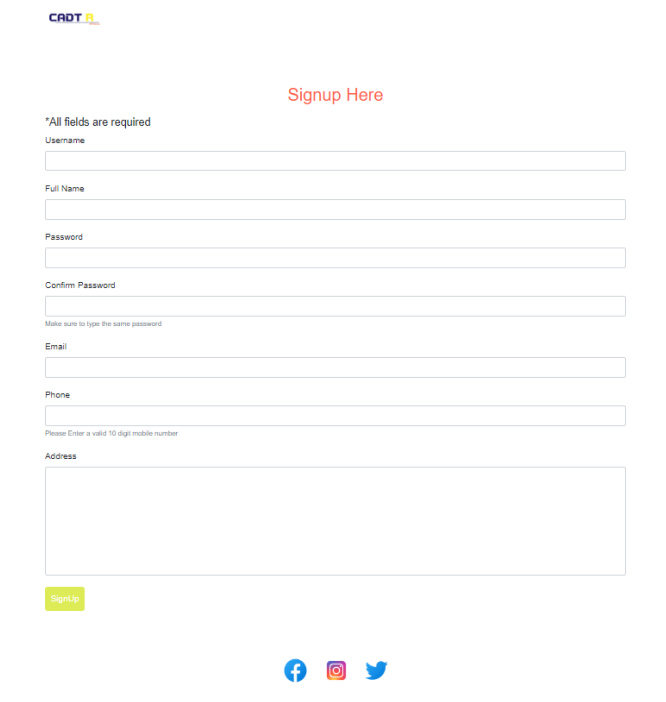 CADT R
Signup Here
*All fields are required
Username
Full Name
Password
Confirm Password
Make sure to type the same password
Email
Phone
Please Enter a valid 10 digit mobile number
Address
SignUp